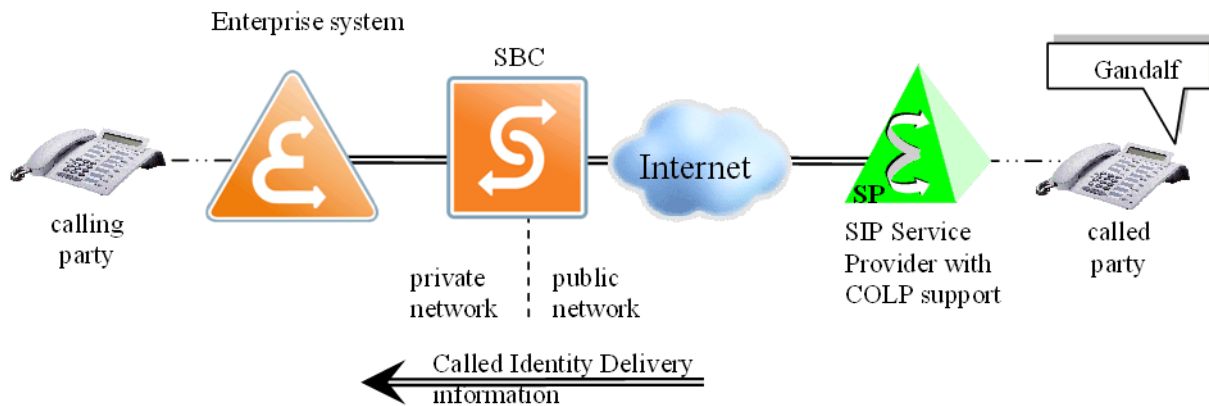 Enterprise system
SBC
Gandalf
Internet
SP
calling
party
SIP Service
Provider with
COLP support
called
party
private
network
public
network
Called Identity Delivery
information